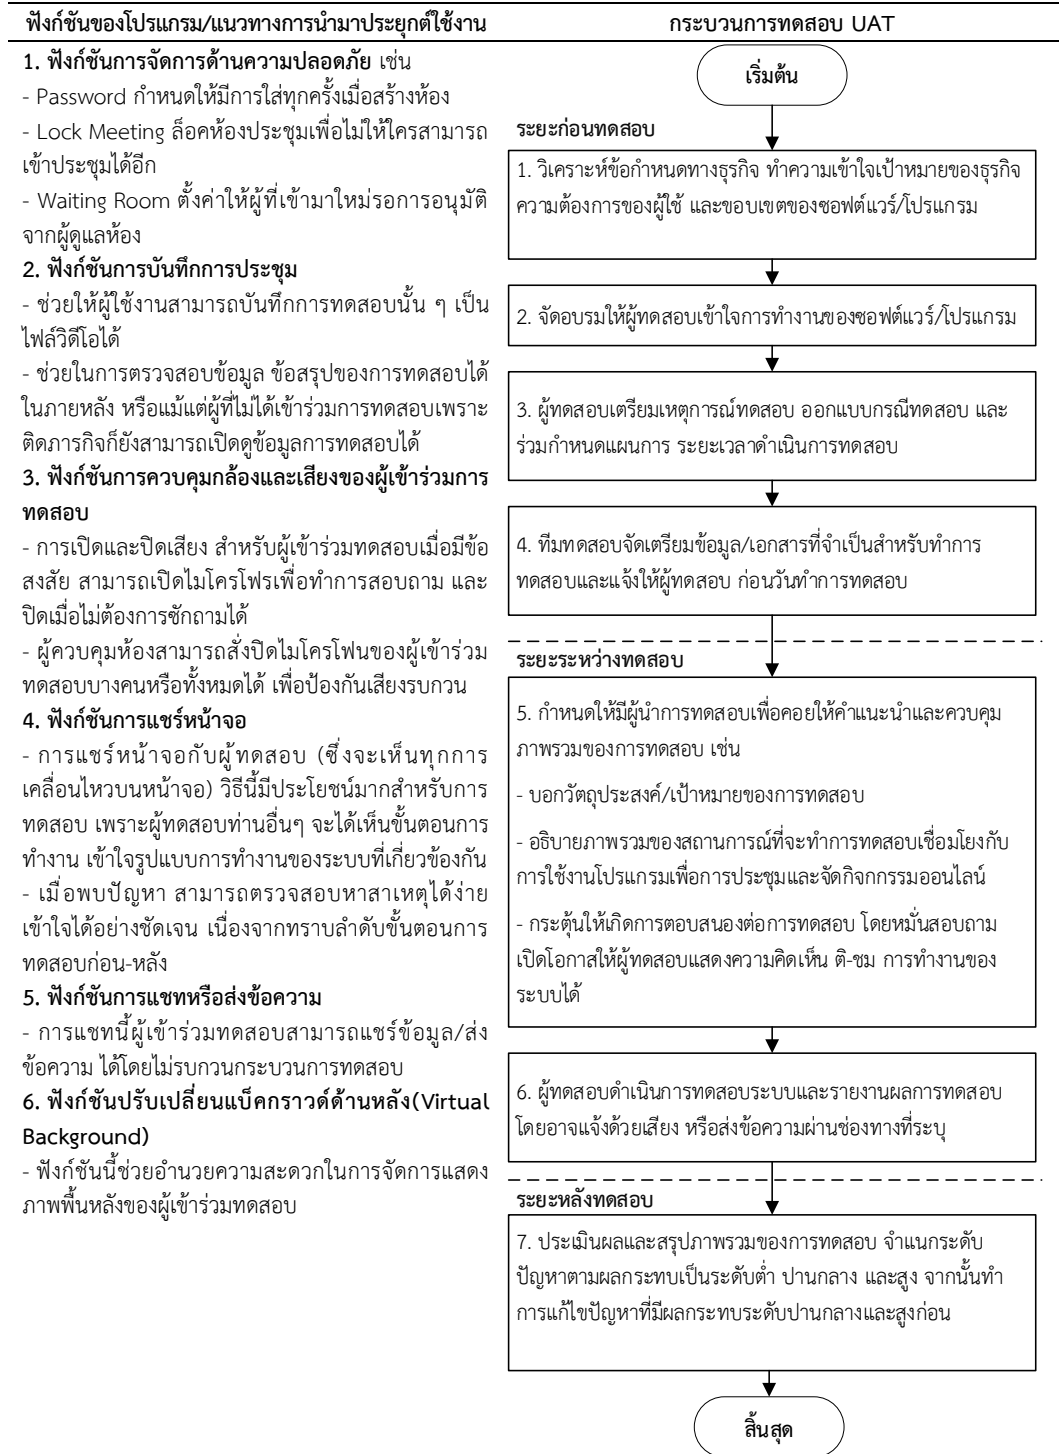 ฟังก์ชันของโปรแกรม/แนวทางการนำมาประยุกต์ใช้งาน
1. ฟังก์ชันการจัดการด้านความปลอดภัย เช่น
- Password กำหนดให้มีการใส่ทุกครั้งเมื่อสร้างห้อง
- Lock Meeting ล็อคห้องประชุมเพื่อไม่ให้ใครสามารถ
เข้าประชุมได้อีก
- Waiting Room ตั้งค่าให้ผู้ที่เข้ามาใหม่รอการอนุมัติ
จากผู้ดูแลห้อง
2. ฟังก์ชันการบันทึกการประชุม
- ช่วยให้ผู้ใช้งานสามารถบันทึกการทดสอบนั้น ๆ เป็น
ไฟล์วิดีโอได้
- ช่วยในการตรวจสอบข้อมูล ข้อสรุปของการทดสอบได้
ในภายหลัง หรือแม้แต่ผู้ที่ไม่ได้เข้าร่วมการทดสอบเพราะ
ติดภารกิจก็ยังสามารถเปิดดูข้อมูลการทดสอบได้
3. ฟังก์ชันการควบคุมกล้องและเสียงของผู้เข้าร่วมการ
ทดสอบ
- การเปิดและปิดเสียง สำหรับผู้เข้าร่วมทดสอบเมื่อมีข้อ
สงสัย สามารถเปิดไมโครโฟรเพื่อทำการสอบถาม และ
ปิดเมื่อไม่ต้องการซักถามได้
- ผู้ควบคุมห้องสามารถสั่งปิดไมโครโฟนของผู้เข้าร่วม
ทดสอบบางคนหรือทั้งหมดได้ เพื่อป้องกันเสียงรบกวน
4. ฟังก์ชันการแชร์หน้าจอ
- การแชร์หน้าจอกับผู้ทดสอบ (ซึ่งจะเห็นทุกการ
เคลื่อนไหวบนหน้าจอ) วิธีนี้มีประโยชน์มากสำหรับการ
ทดสอบ เพราะผู้ทดสอบท่านอื่นๆ จะได้เห็นขั้นตอนการ
ทำงาน เข้าใจรูปแบบการทำงานของระบบที่เกี่ยวข้องกัน
- เมื่อพบปัญหา สามารถตรวจสอบหาสาเหตุได้ง่าย
เข้าใจได้อย่างชัดเจน เนื่องจากทราบลำดับขั้นตอนการ
ทดสอบก่อน-หลัง
5. ฟังก์ชันการแชทหรือส่งข้อความ
- การแชทนี้ผู้เข้าร่วมทดสอบสามารถแชร์ข้อมูล/ส่ง
ข้อความ ได้โดยไม่รบกวนกระบวนการทดสอบ
6. ฟังก์ชันปรับเปลี่ยนแบ็คกราวด์ด้านหลัง(Virtual
Background)
- ฟังก์ชันนี้ช่วยอำนวยความสะดวกในการจัดการแสดง
ภาพพื้นหลังของผู้เข้าร่วมทดสอบ
กระบวนการทดสอบ UAT
เริ่มต้น
ระยะก่อนทดสอบ
1. วิเคราะห์ข้อกำหนดทางธุรกิจ ทำความเข้าใจเป้าหมายของธุรกิจ
ความต้องการของผู้ใช้ และขอบเขตของซอฟต์แวร์/โปรแกรม
2. จัดอบรมให้ผู้ทดสอบเข้าใจการทำงานของซอฟต์แวร์/โปรแกรม
3. ผู้ทดสอบเตรียมเหตุการณ์ทดสอบ ออกแบบกรณีทดสอบ และ
ร่วมกำหนดแผนการ ระยะเวลาดำเนินการทดสอบ
4. ทีมทดสอบจัดเตรียมข้อมูล/เอกสารที่จำเป็นสำหรับทำการ
ทดสอบและแจ้งให้ผู้ทดสอบ ก่อนวันทำการทดสอบ
ระยะระหว่างทดสอบ
5. กำหนดให้มีผู้นำการทดสอบเพื่อคอยให้คำแนะนำและควบคุม
ภาพรวมของการทดสอบ เช่น
- บอกวัตถุประสงค์/เป้าหมายของการทดสอบ
- อธิบายภาพรวมของสถานการณ์ที่จะทำการทดสอบเชื่อมโยงกับ
การใช้งานโปรแกรมเพื่อการประชุมและจัดกิจกกรรมออนไลน์
- กระตุ้นให้เกิดการตอบสนองต่อการทดสอบ โดยหมั่นสอบถาม
เปิดโอกาสให้ผู้ทดสอบแสดงความคิดเห็น ติ-ชม การทำงานของ
ระบบได้
6. ผู้ทดสอบดำเนินการทดสอบระบบและรายงานผลการทดสอบ
โดยอาจแจ้งด้วยเสียง หรือส่งข้อความผ่านช่องทางที่ระบุ
ระยะหลังทดสอบ
7. ประเมินผลและสรุปภาพรวมของการทดสอบ จำแนกระดับ
ปัญหาตามผลกระทบเป็นระดับต่ำ ปานกลาง และสูง จากนั้นทำ
การแก้ไขปัญหาที่มีผลกระทบระดับปานกลางและสูงก่อน
สิ้นสุด